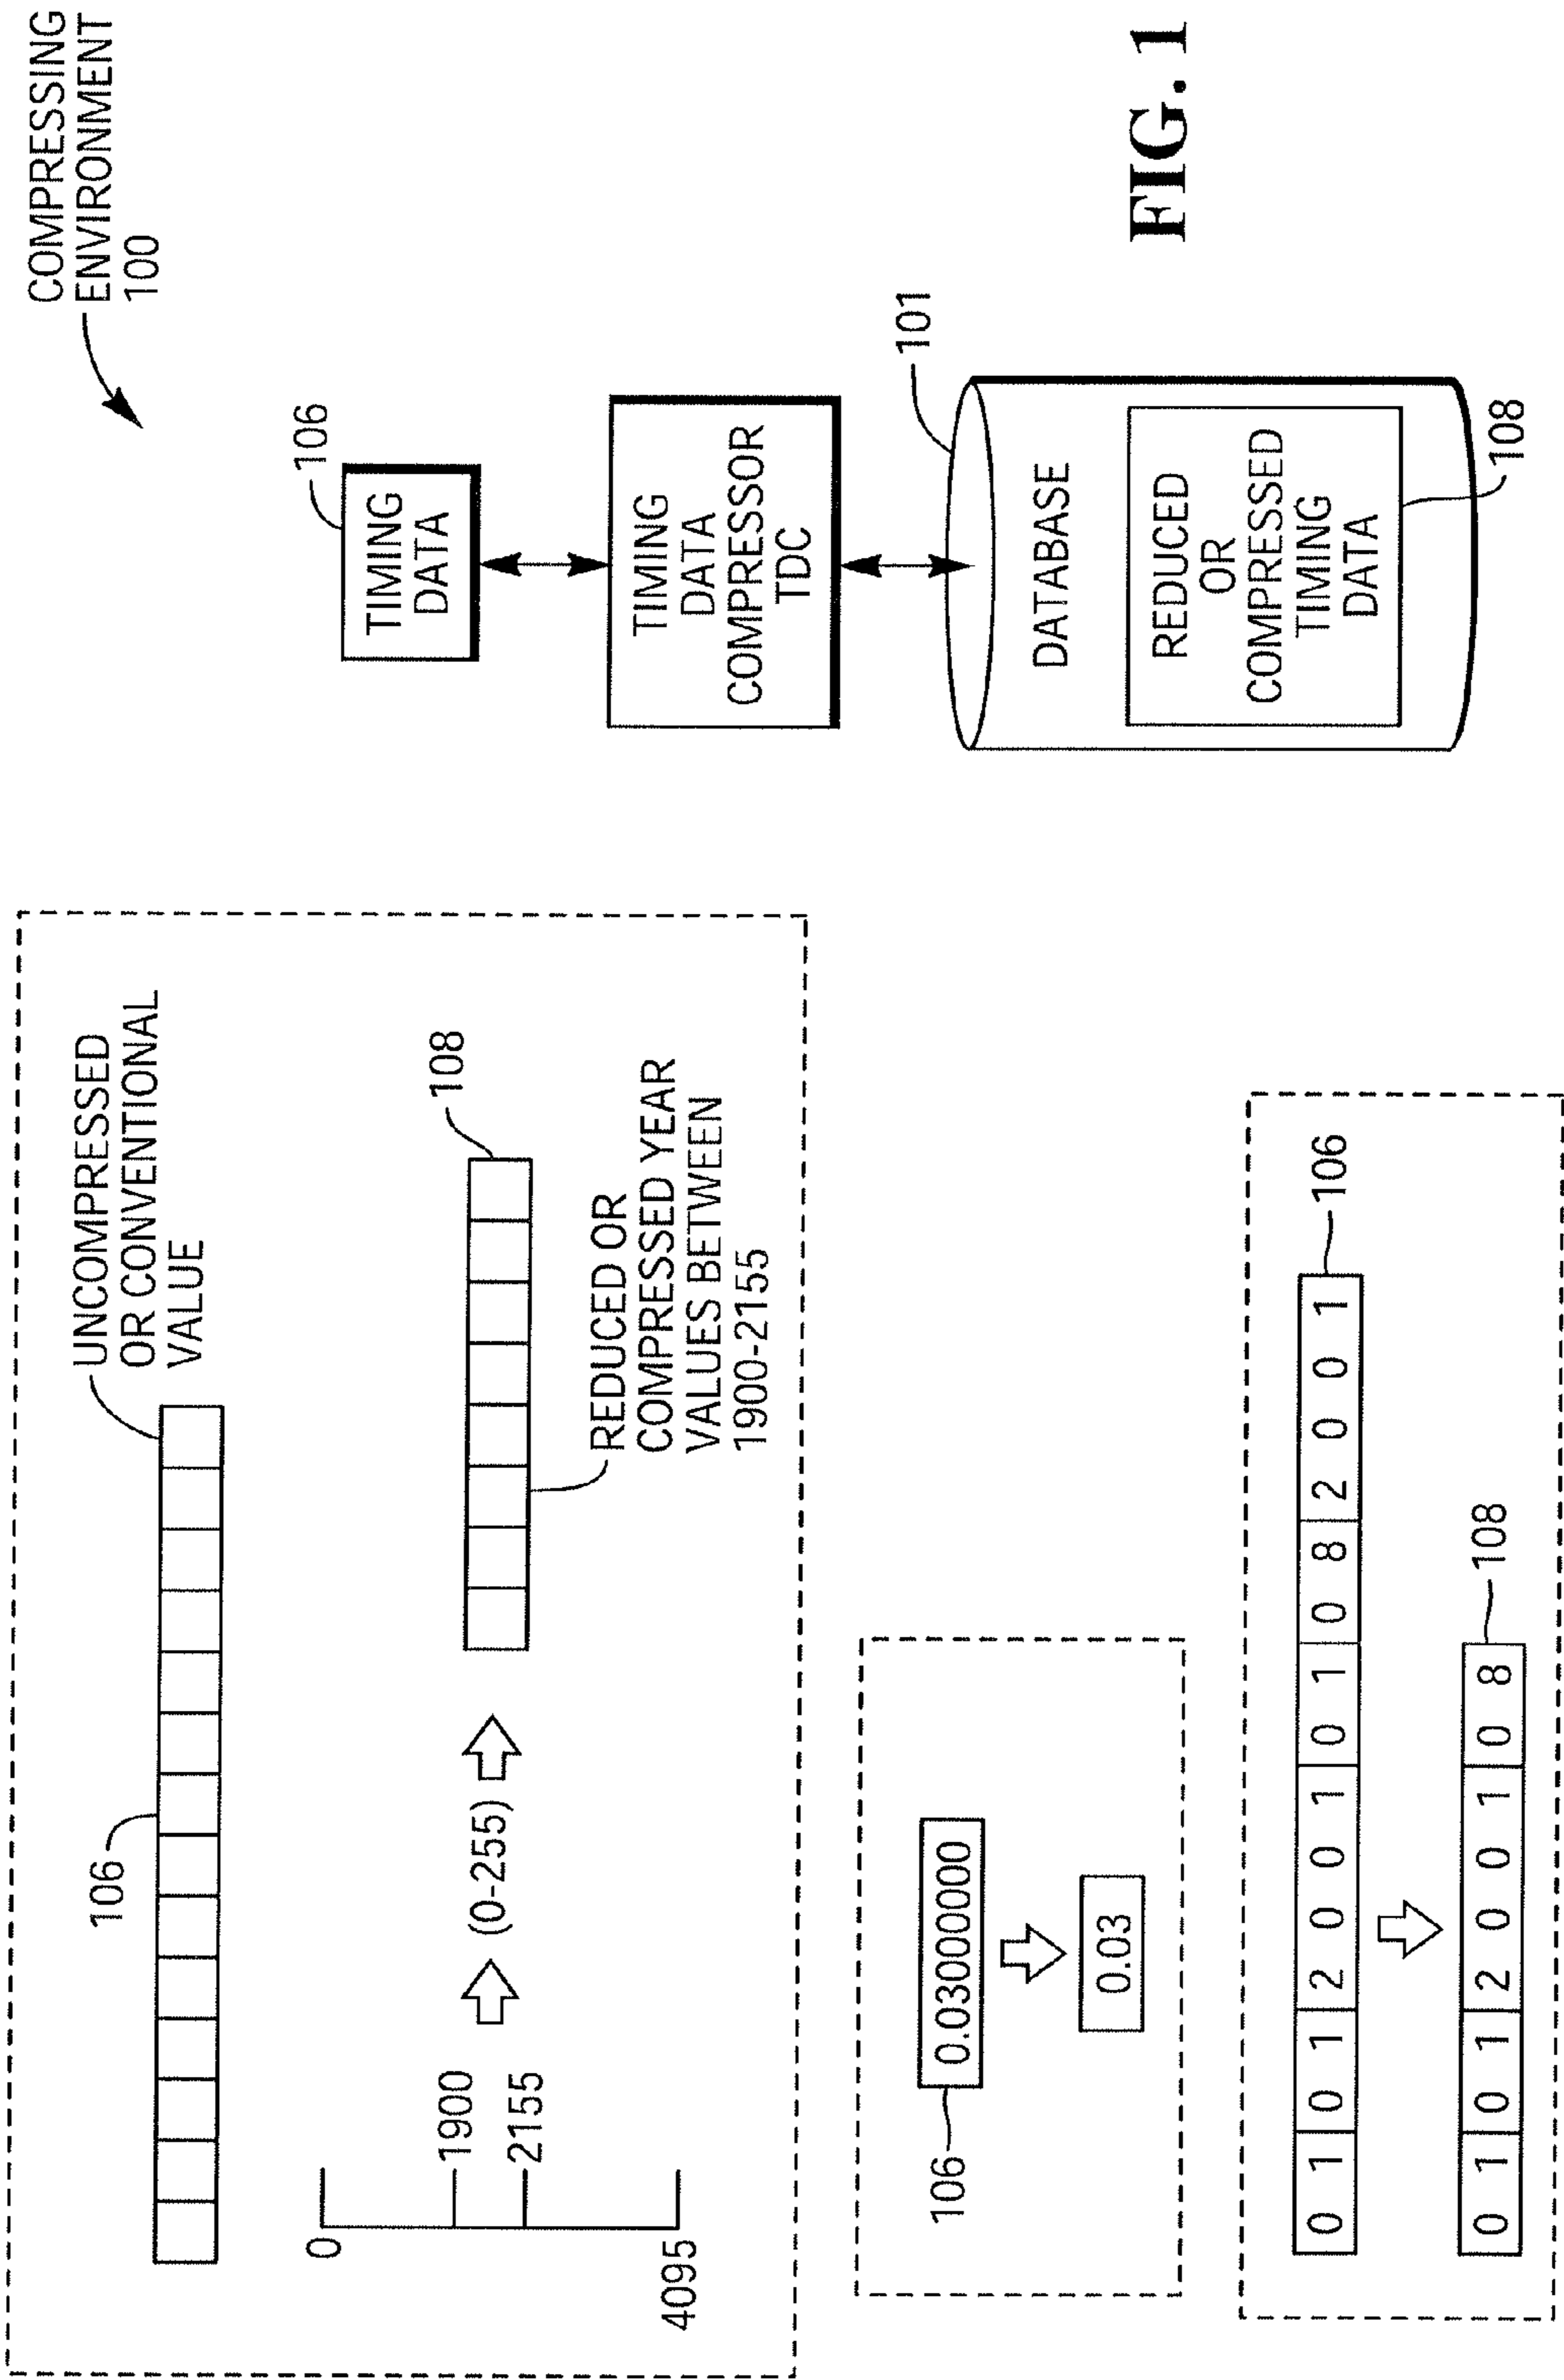 COMPRESSING
ENVIRONMENT
100
106
TIMING
DATA
TIMING
DATA
COMPRESSOR
TDC
101
DATABASE
REDUCED
OR
COMPRESSED
TIMING
DATA
108
FIG. 1
UNCOMPRESSED
OR CONVENTIONAL
VALUE
106
0
1900
2155
4095
(0-255)
108
REDUCED OR
COMPRESSED YEAR
VALUES BETWEEN
1900-2155
106
0.03000000
0.03
0 1 0 1 2 0 0 1 0 1 0 8 2 0 0 1
106
0 1 0 1 2 0 0 1 0 8
108